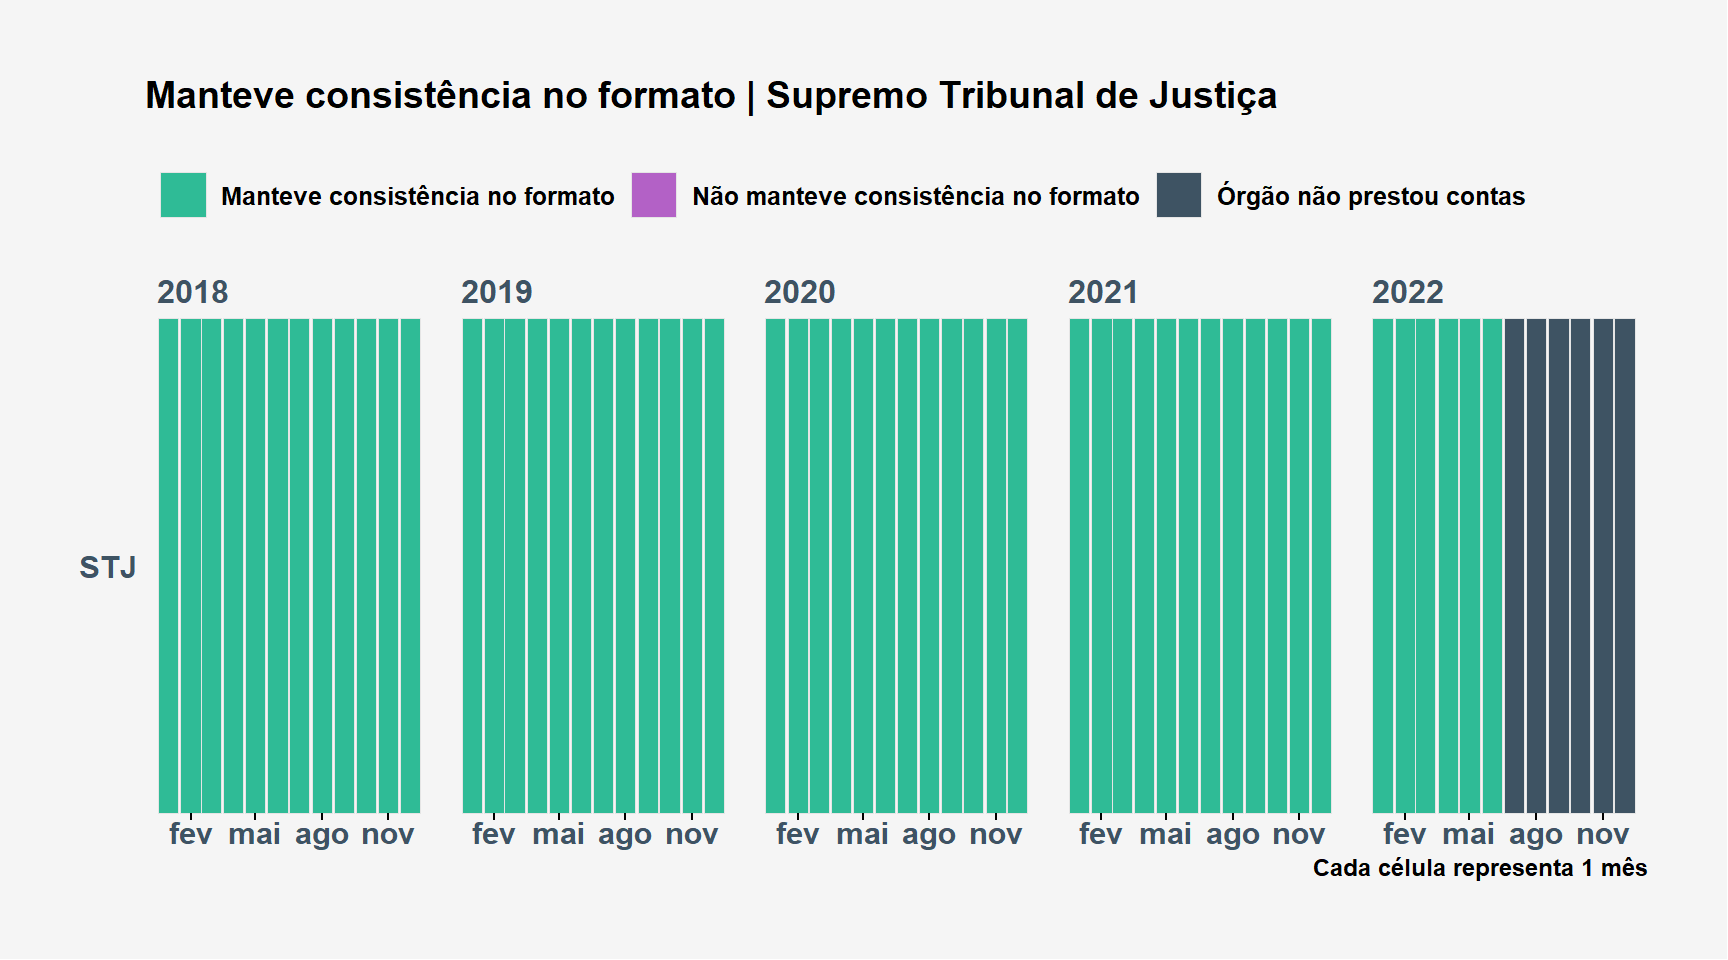 Manteve consistência no formato | Supremo Tribunal de Justiça
Manteve consistência no formato Não manteve consistência no formato Órgão não prestou contas
2018 2019 2020 2021 2022
STJ
fev mai ago nov fev mai ago nov fev mai ago nov fev mai ago nov fev mai ago nov
Cada célula representa 1 mês